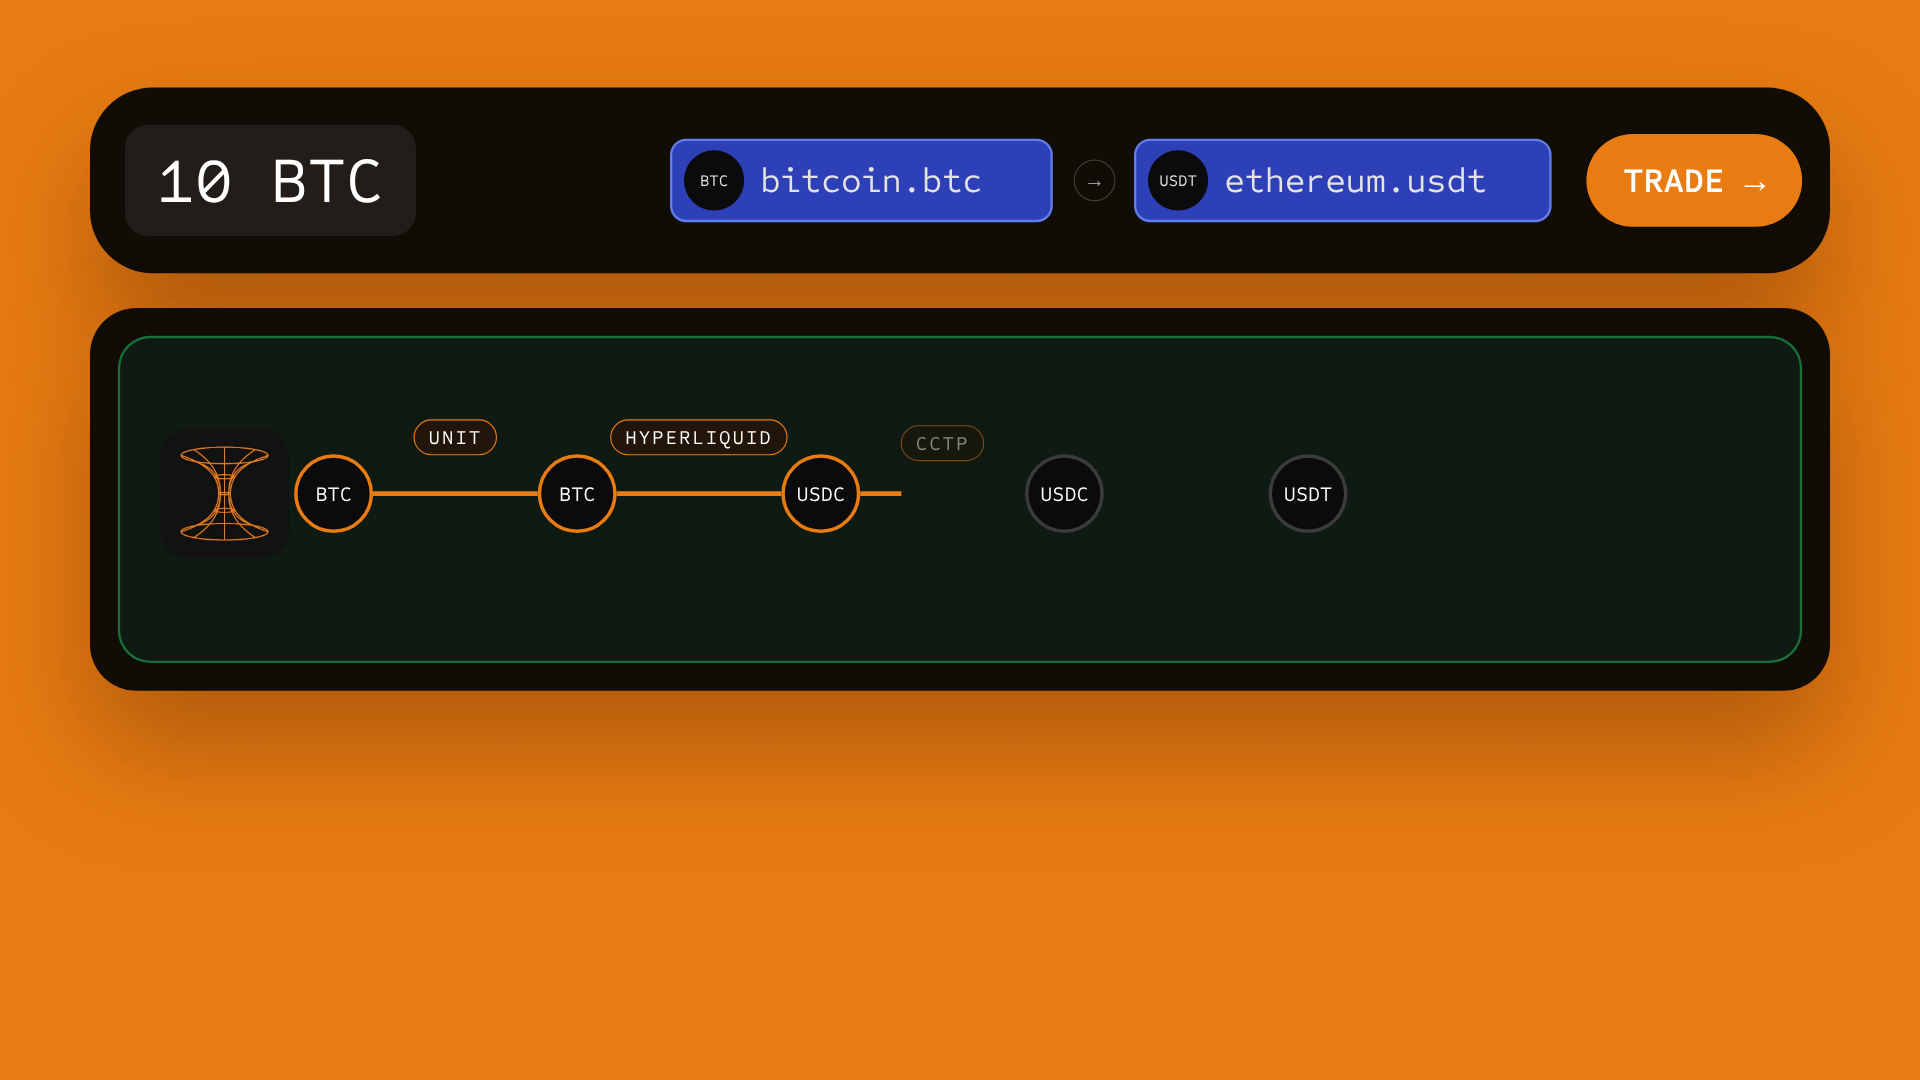 10 BTC
BTC bitcoin.btc
→
USDT ethereum.usdt
TRADE →
UNIT
HYPERLIQUID
CCTP
BTC
BTC
USDC
USDC
USDT